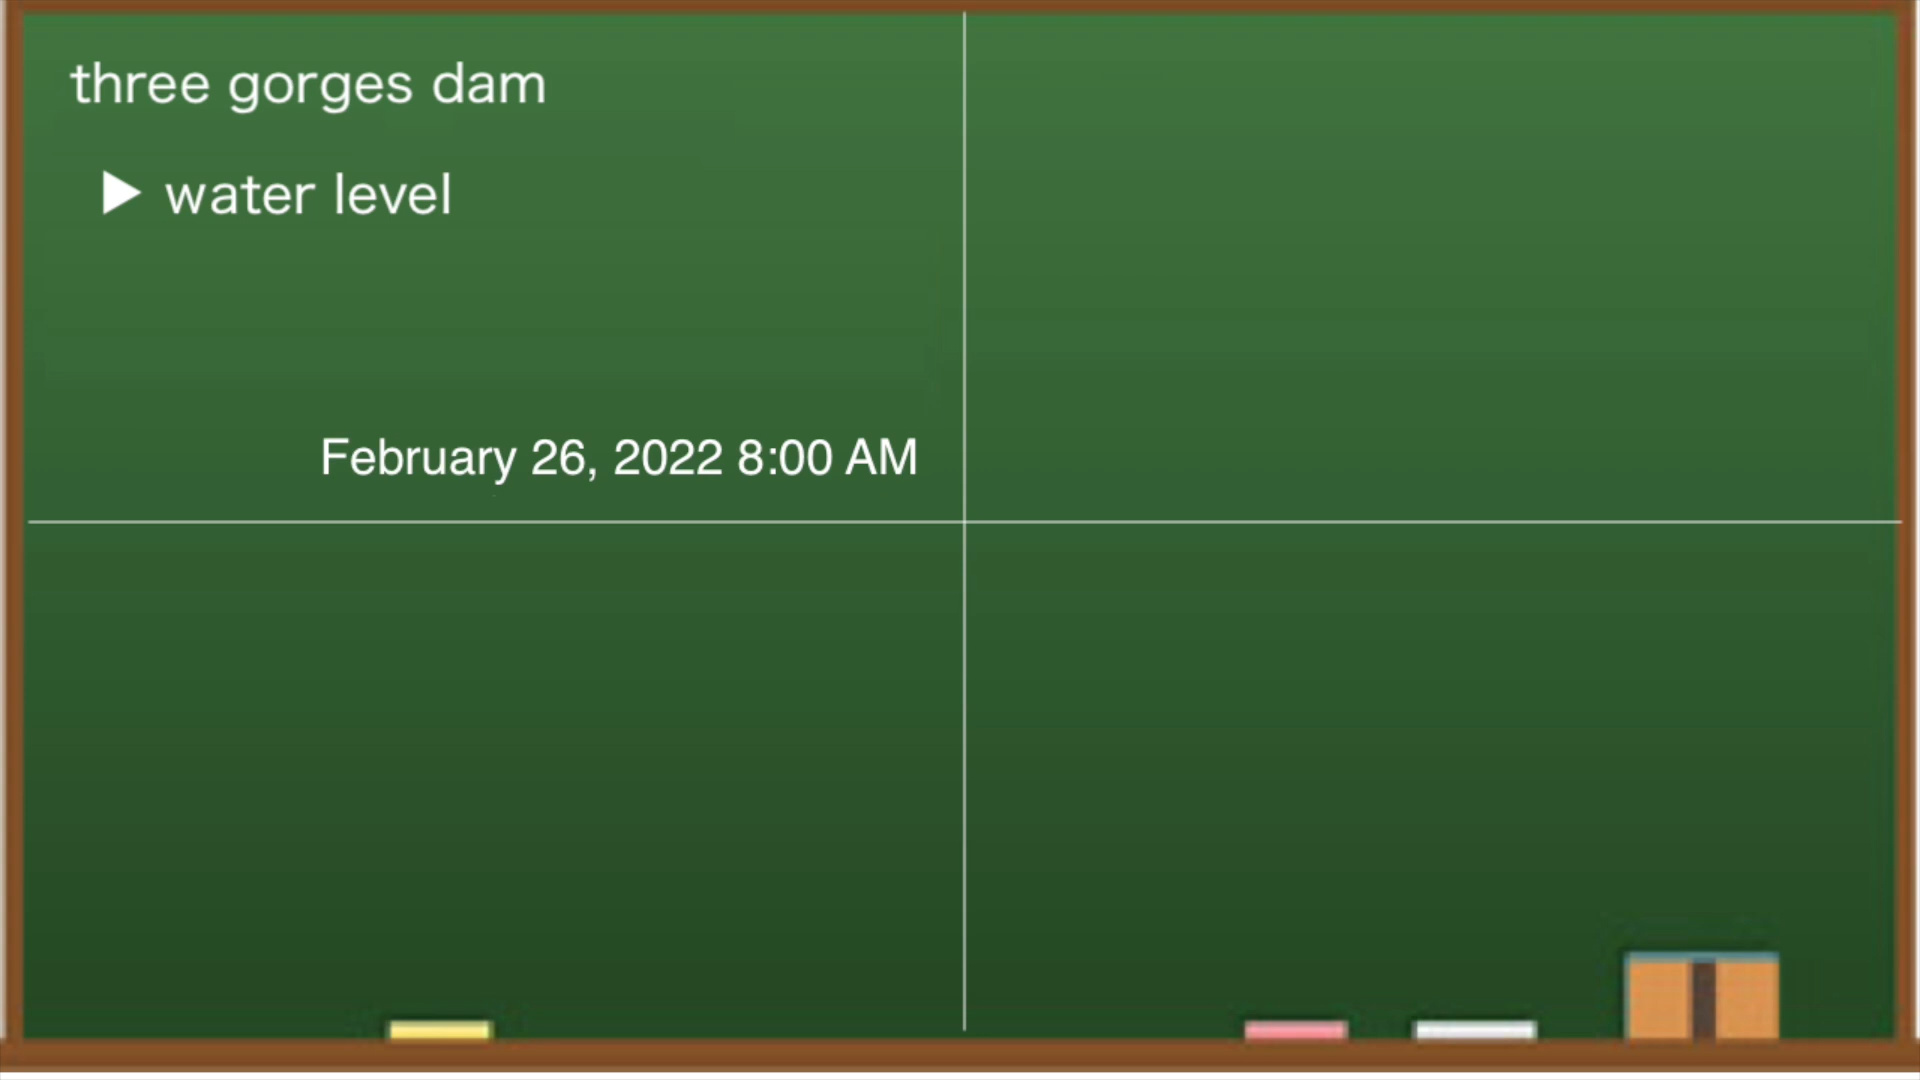 three gorges dam
▶ water level
February 26, 2022 8:00 AM